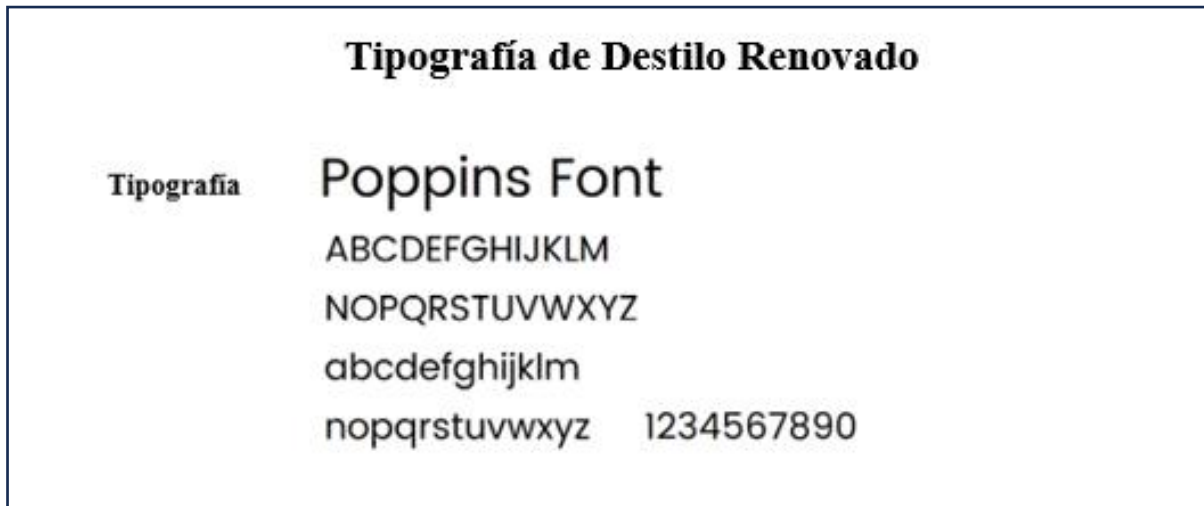 Tipografía de Destilo Renovado
Tipografía
Poppins Font
ABCDEFGHIJKLM
NOPQRSTUVWXYZ
abcdefghijklm
nopqrstuvwxyz 1234567890